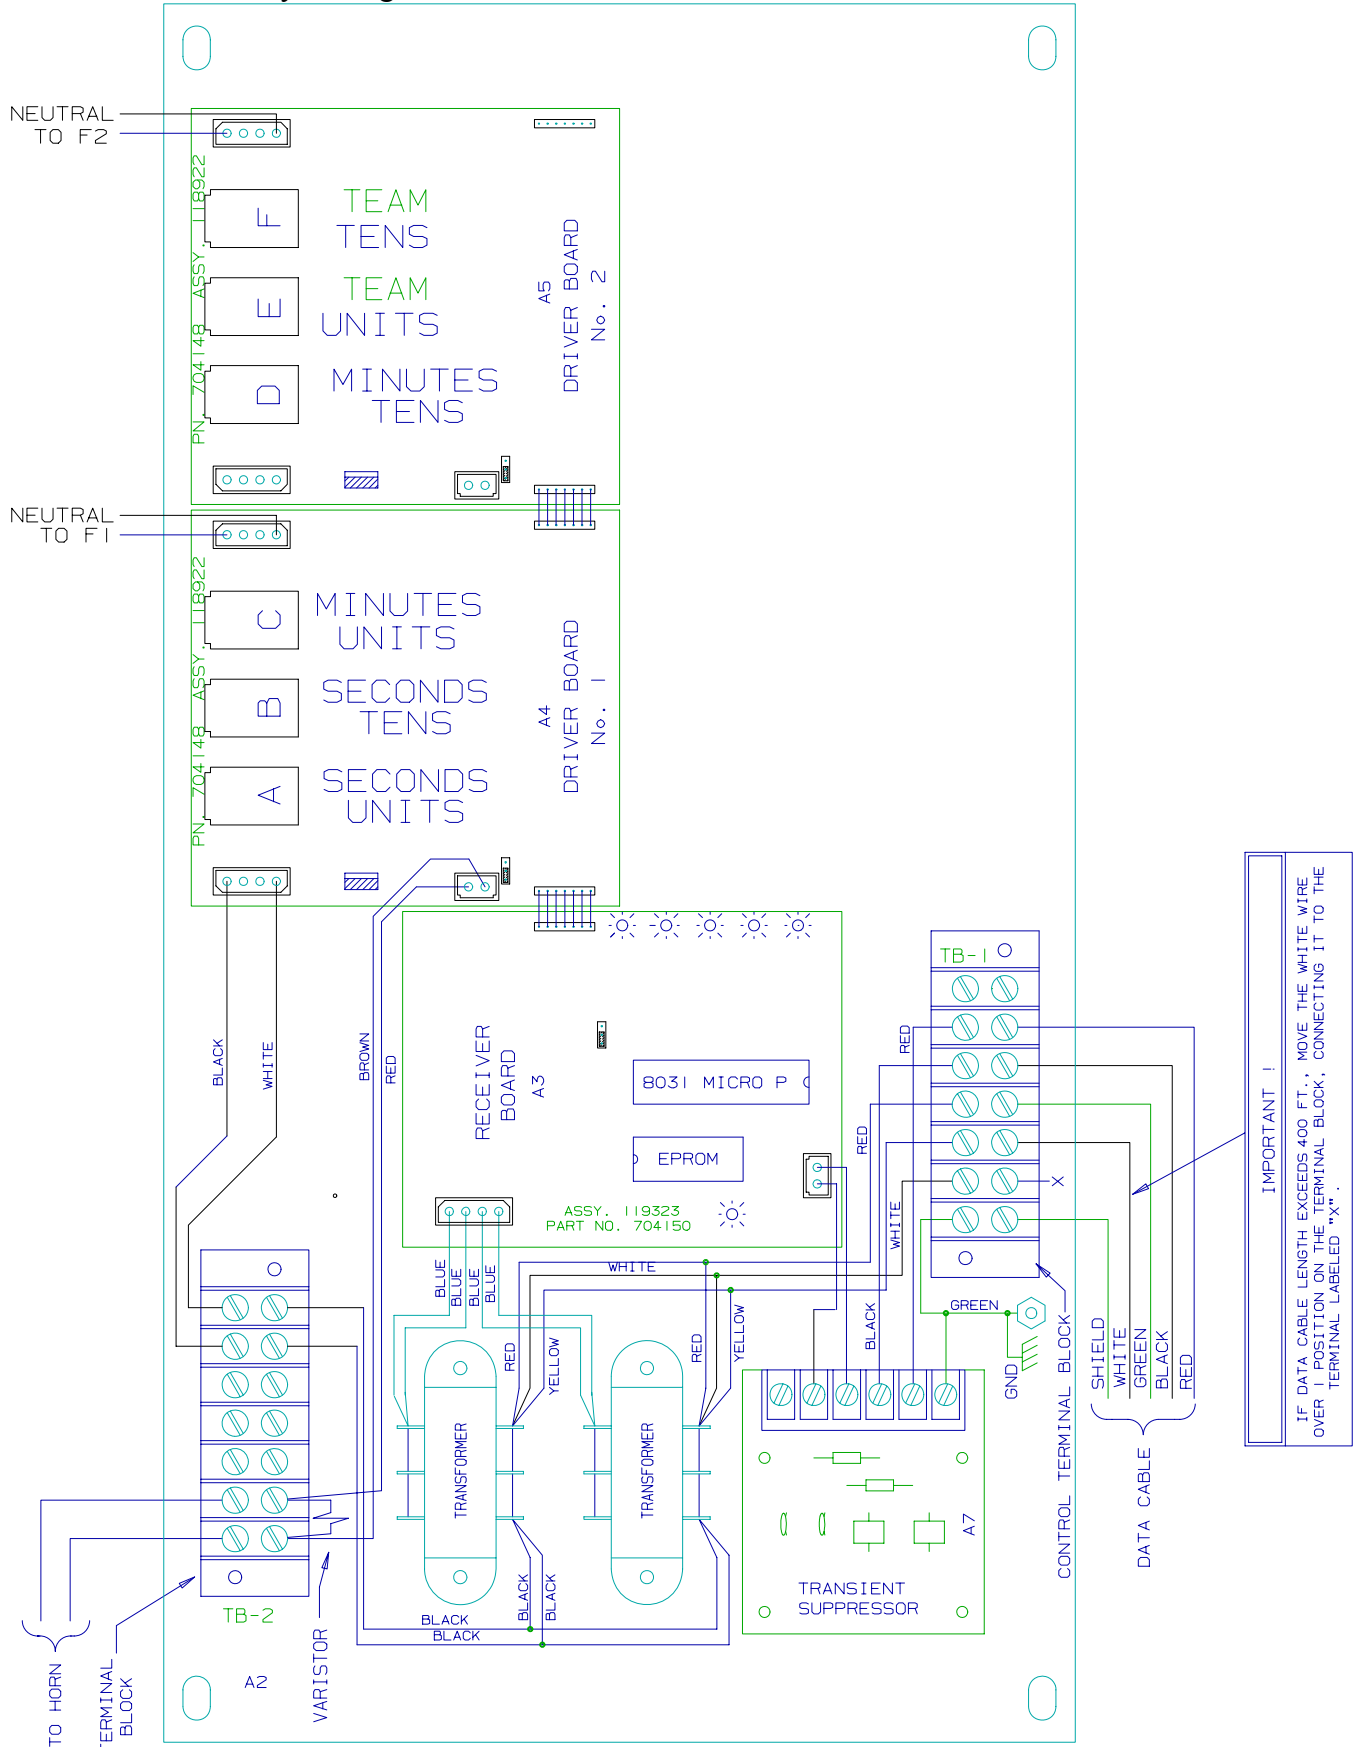 NEUTRAL
TO F2
PN. 704148 ASSY. 118922
F
TEAM
TENS
E
TEAM
UNITS
D
MINUTES
TENS
A5
DRIVER BOARD
No. 2
NEUTRAL
TO F1
PN. 704148 ASSY. 118922
C
MINUTES
UNITS
B
SECONDS
TENS
A
SECONDS
UNITS
A4
DRIVER BOARD
No. 1
BLACK
WHITE
BROWN
RED
RECEIVER
BOARD
A3
8031 MICRO P
EPROM
ASSY. 119323
PART NO. 704150
TB-1
RED
RED
WHITE
X
BLUE
BLUE
BLUE
BLUE
WHITE
RED
YELLOW
RED
YELLOW
BLACK
GREEN
GND
TRANSFORMER
TRANSFORMER
BLACK
BLACK
BLACK
BLACK
A7
TRANSIENT
SUPPRESSOR
CONTROL TERMINAL BLOCK
SHIELD
WHITE
GREEN
BLACK
RED
DATA CABLE
IMPORTANT !
IF DATA CABLE LENGTH EXCEEDS 400 FT., MOVE THE WHITE WIRE
OVER 1 POSITION ON THE TERMINAL BLOCK, CONNECTING IT TO THE
TERMINAL LABELED "X".
TB-2
A2
VARISTOR
TO HORN
BLOCK